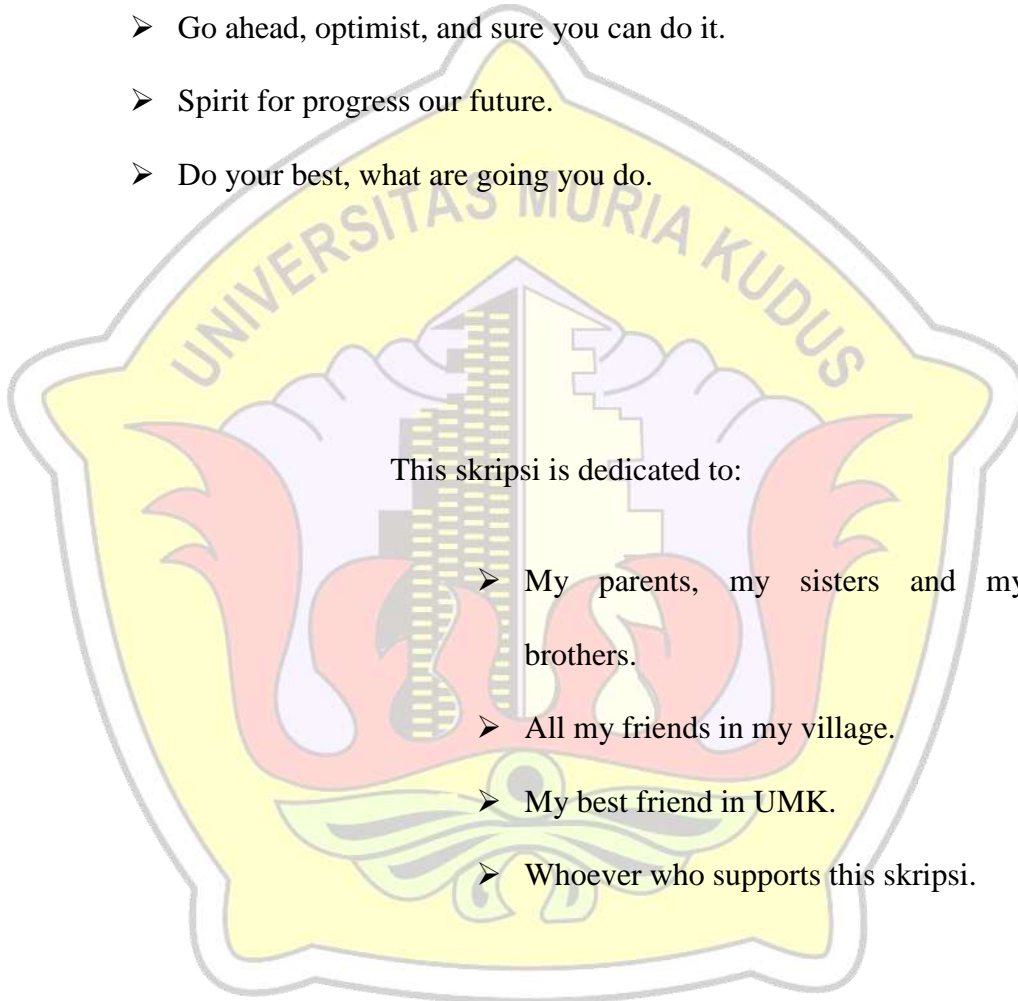 ➢ Go ahead, optimist, and sure you can do it.
➢ Spirit for progress our future.
➢ Do your best, what are going you do.
UNIVERSITAS MURIA KUDUS
This skripsi is dedicated to:
➢ My parents, my sisters and my
brothers.
➢ All my friends in my village.
➢ My best friend in UMK.
➢ Whoever who supports this skripsi.